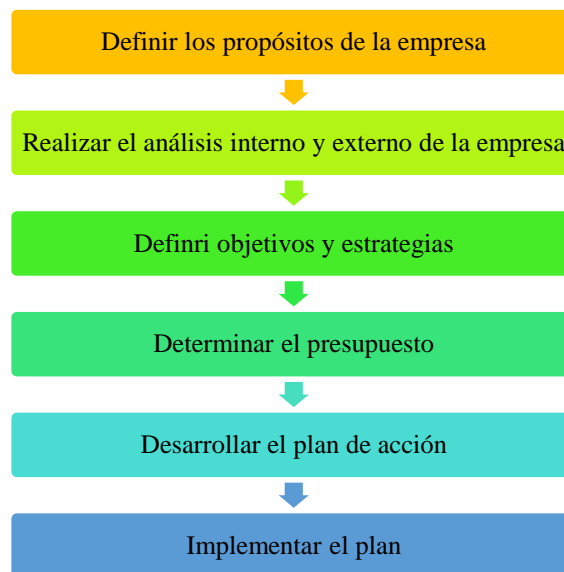 Definir los propósitos de la empresa
Realizar el análisis interno y externo de la empresa
Definri objetivos y estrategias
Determinar el presupuesto
Desarrollar el plan de acción
Implementar el plan